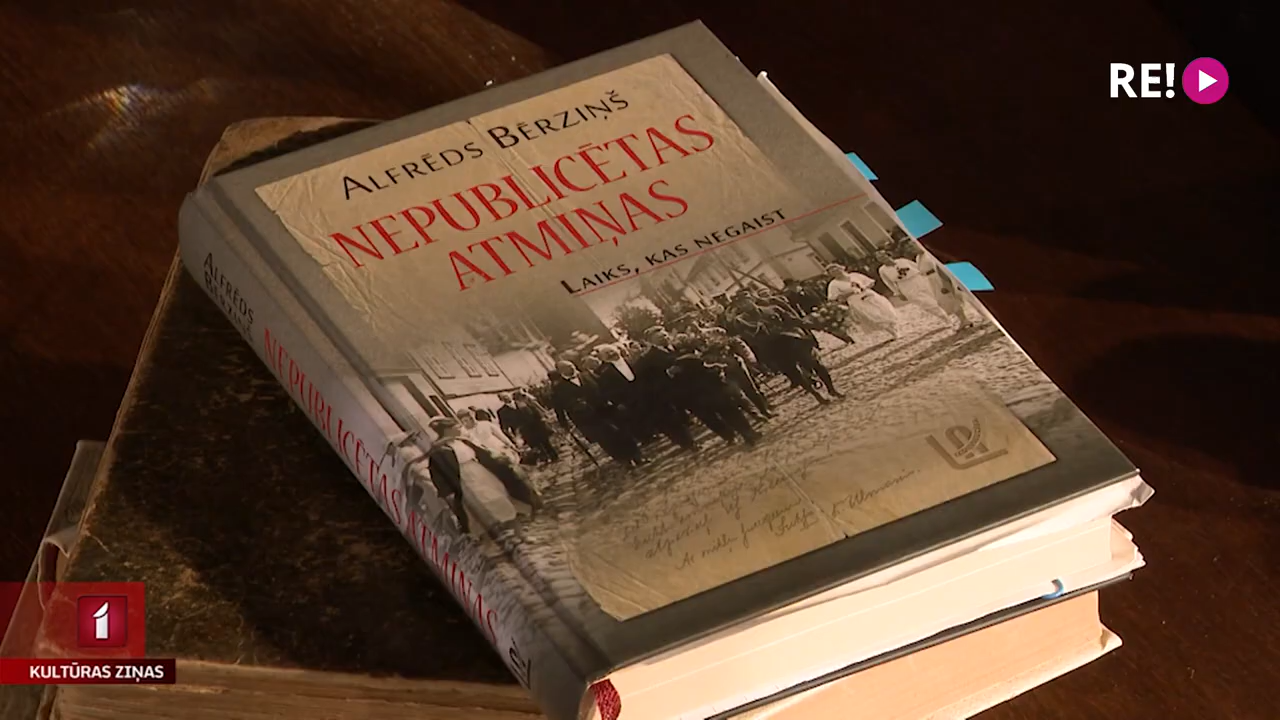 RE!
ALFRĒDS BĒRZIŅŠ
NEPUBLICĒTAS
ATMIŅAS
LAIKS, KAS NEGAIST
ALFRĒDS
BĒRZIŅŠ
NEPUBLICĒTAS ATMIŅAS
1
KULTŪRAS ZIŅAS